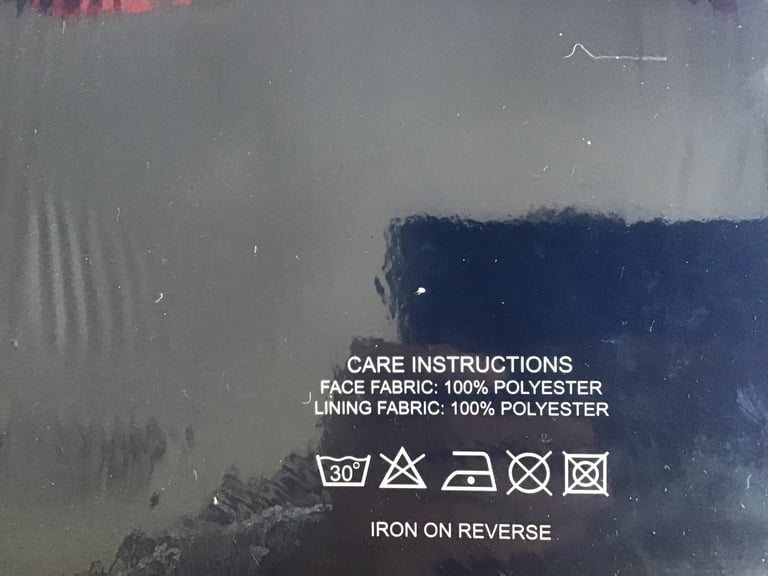 CARE INSTRUCTIONS
FACE FABRIC: 100% POLYESTER
LINING FABRIC: 100% POLYESTER
30°
IRON ON REVERSE